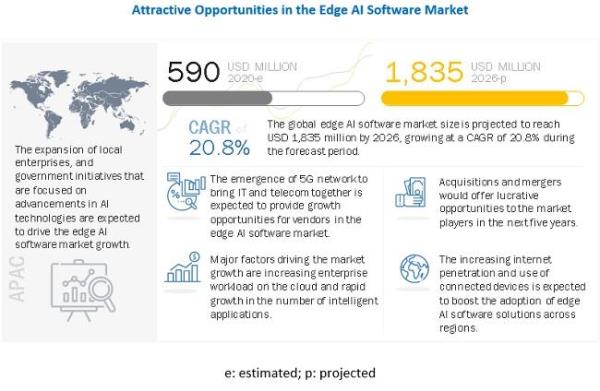 Attractive Opportunities in the Edge AI Software Market
590 USD MILLION
2020-e
1,835 USD MILLION
2026-p
CAGR of
20.8%
The global edge AI software market size is projected to reach
USD 1,835 million by 2026, growing at a CAGR of 20.8% during
the forecast period.
The expansion of local
enterprises, and
government initiatives that
are focused on
advancements in AI
technologies are expected
to drive the edge AI
software market growth.
APAC
The emergence of 5G network to
bring IT and telecom together is
expected to provide growth
opportunities for vendors in the
edge AI software market.
Acquisitions and mergers
would offer lucrative
opportunities to the market
players in the next five years.
Major factors driving the market
growth are increasing enterprise
workload on the cloud and rapid
growth in the number of intelligent
applications.
The increasing internet
penetration and use of
connected devices is expected
to boost the adoption of edge
AI software solutions across
regions.
e: estimated; p: projected